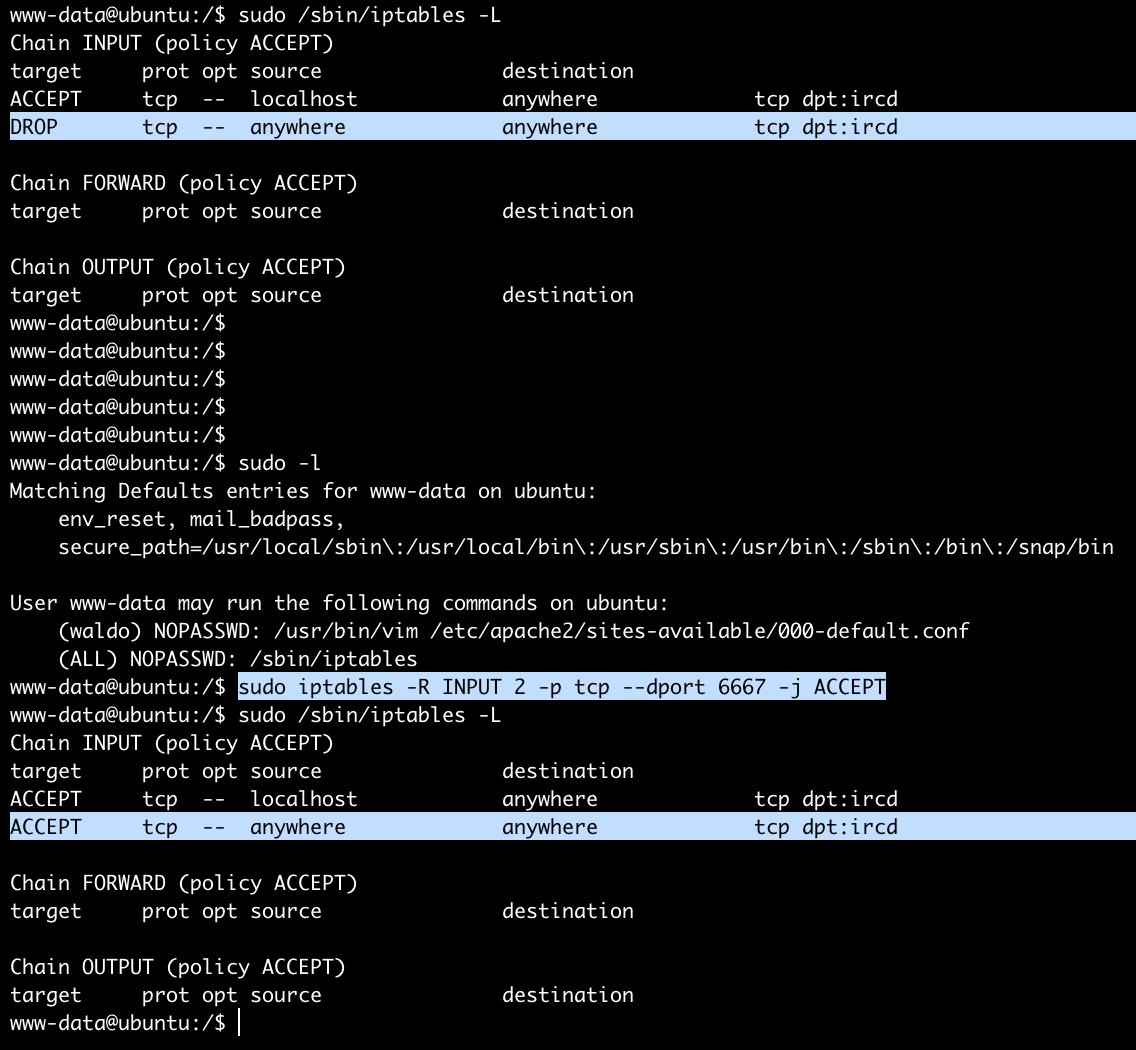 www-data@ubuntu:/$ sudo /sbin/iptables -L
Chain INPUT (policy ACCEPT)
target     prot opt source               destination
ACCEPT     tcp  --  localhost            anywhere             tcp dpt:ircd
DROP       tcp  --  anywhere             anywhere             tcp dpt:ircd

Chain FORWARD (policy ACCEPT)
target     prot opt source               destination

Chain OUTPUT (policy ACCEPT)
target     prot opt source               destination
www-data@ubuntu:/$
www-data@ubuntu:/$
www-data@ubuntu:/$
www-data@ubuntu:/$
www-data@ubuntu:/$
www-data@ubuntu:/$ sudo -l
Matching Defaults entries for www-data on ubuntu:
    env_reset, mail_badpass,
    secure_path=/usr/local/sbin\:/usr/local/bin\:/usr/sbin\:/usr/bin\:/sbin\:/bin\:/snap/bin

User www-data may run the following commands on ubuntu:
    (waldo) NOPASSWD: /usr/bin/vim /etc/apache2/sites-available/000-default.conf
    (ALL) NOPASSWD: /sbin/iptables
www-data@ubuntu:/$ sudo iptables -R INPUT 2 -p tcp --dport 6667 -j ACCEPT
www-data@ubuntu:/$ sudo /sbin/iptables -L
Chain INPUT (policy ACCEPT)
target     prot opt source               destination
ACCEPT     tcp  --  localhost            anywhere             tcp dpt:ircd
ACCEPT     tcp  --  anywhere             anywhere             tcp dpt:ircd

Chain FORWARD (policy ACCEPT)
target     prot opt source               destination

Chain OUTPUT (policy ACCEPT)
target     prot opt source               destination
www-data@ubuntu:/$